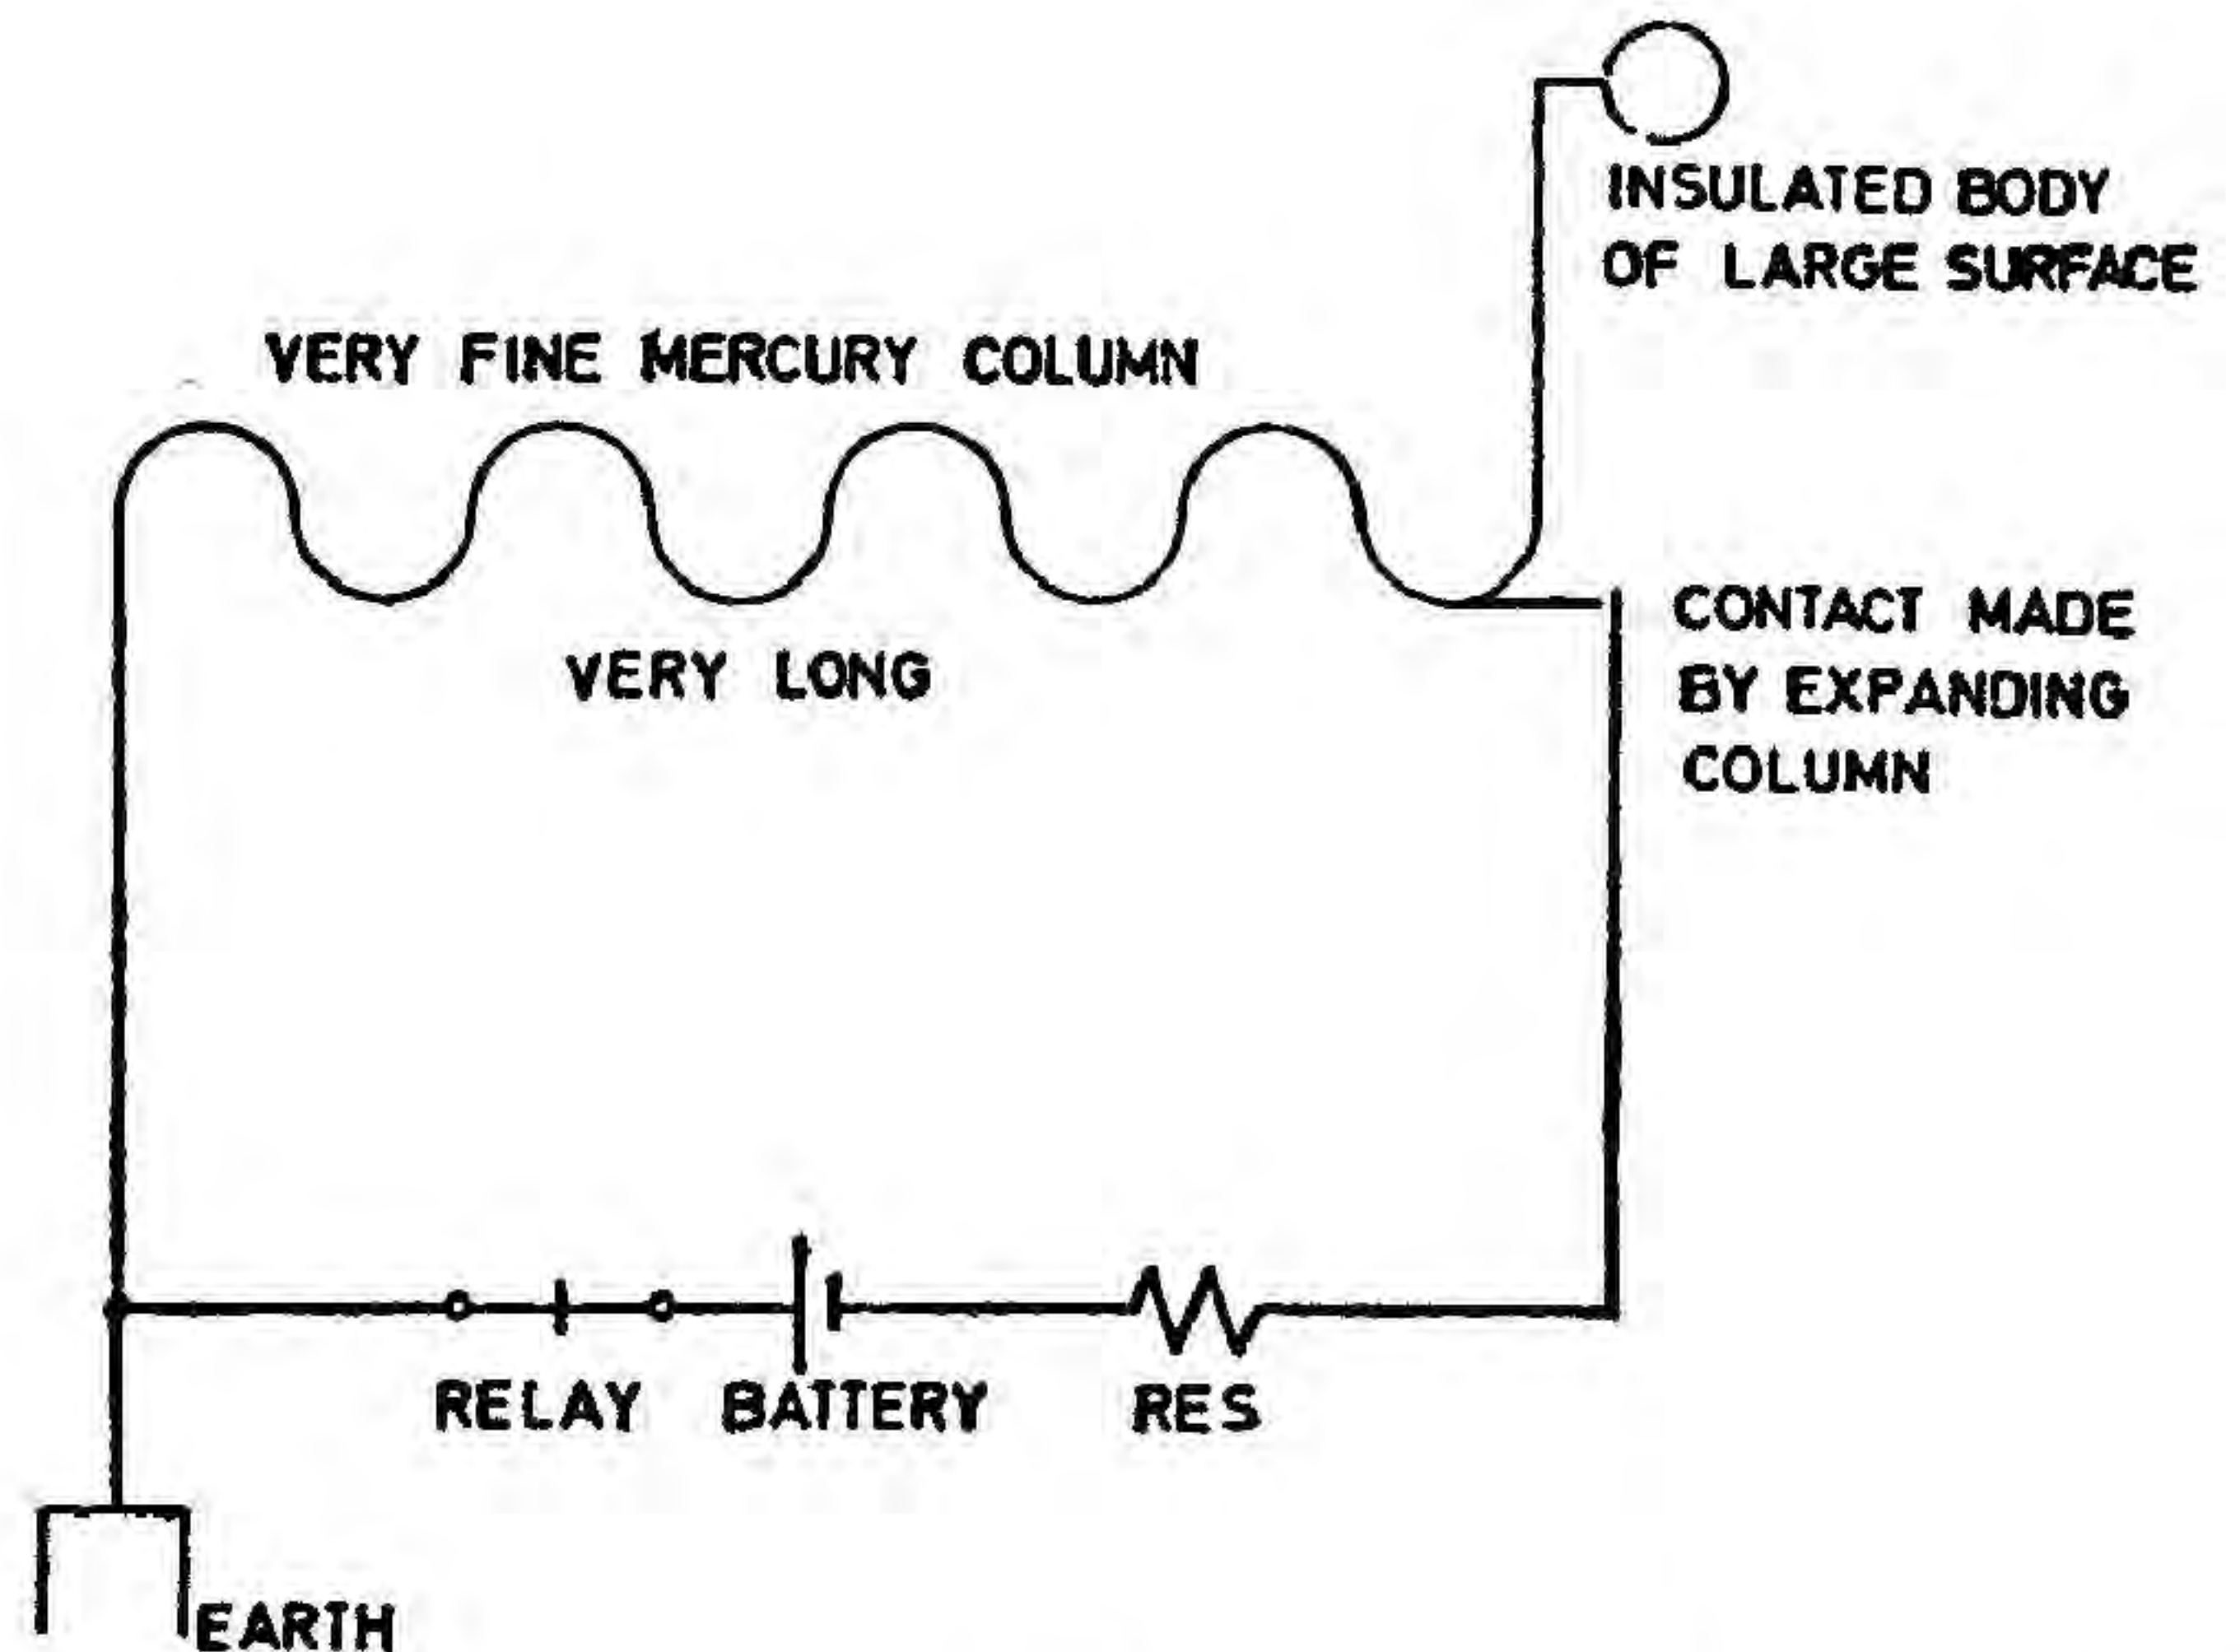 INSULATED BODY
OF LARGE SURFACE
VERY FINE MERCURY COLUMN
VERY LONG
CONTACT MADE
BY EXPANDING
COLUMN
RELAY BATTERY RES
EARTH